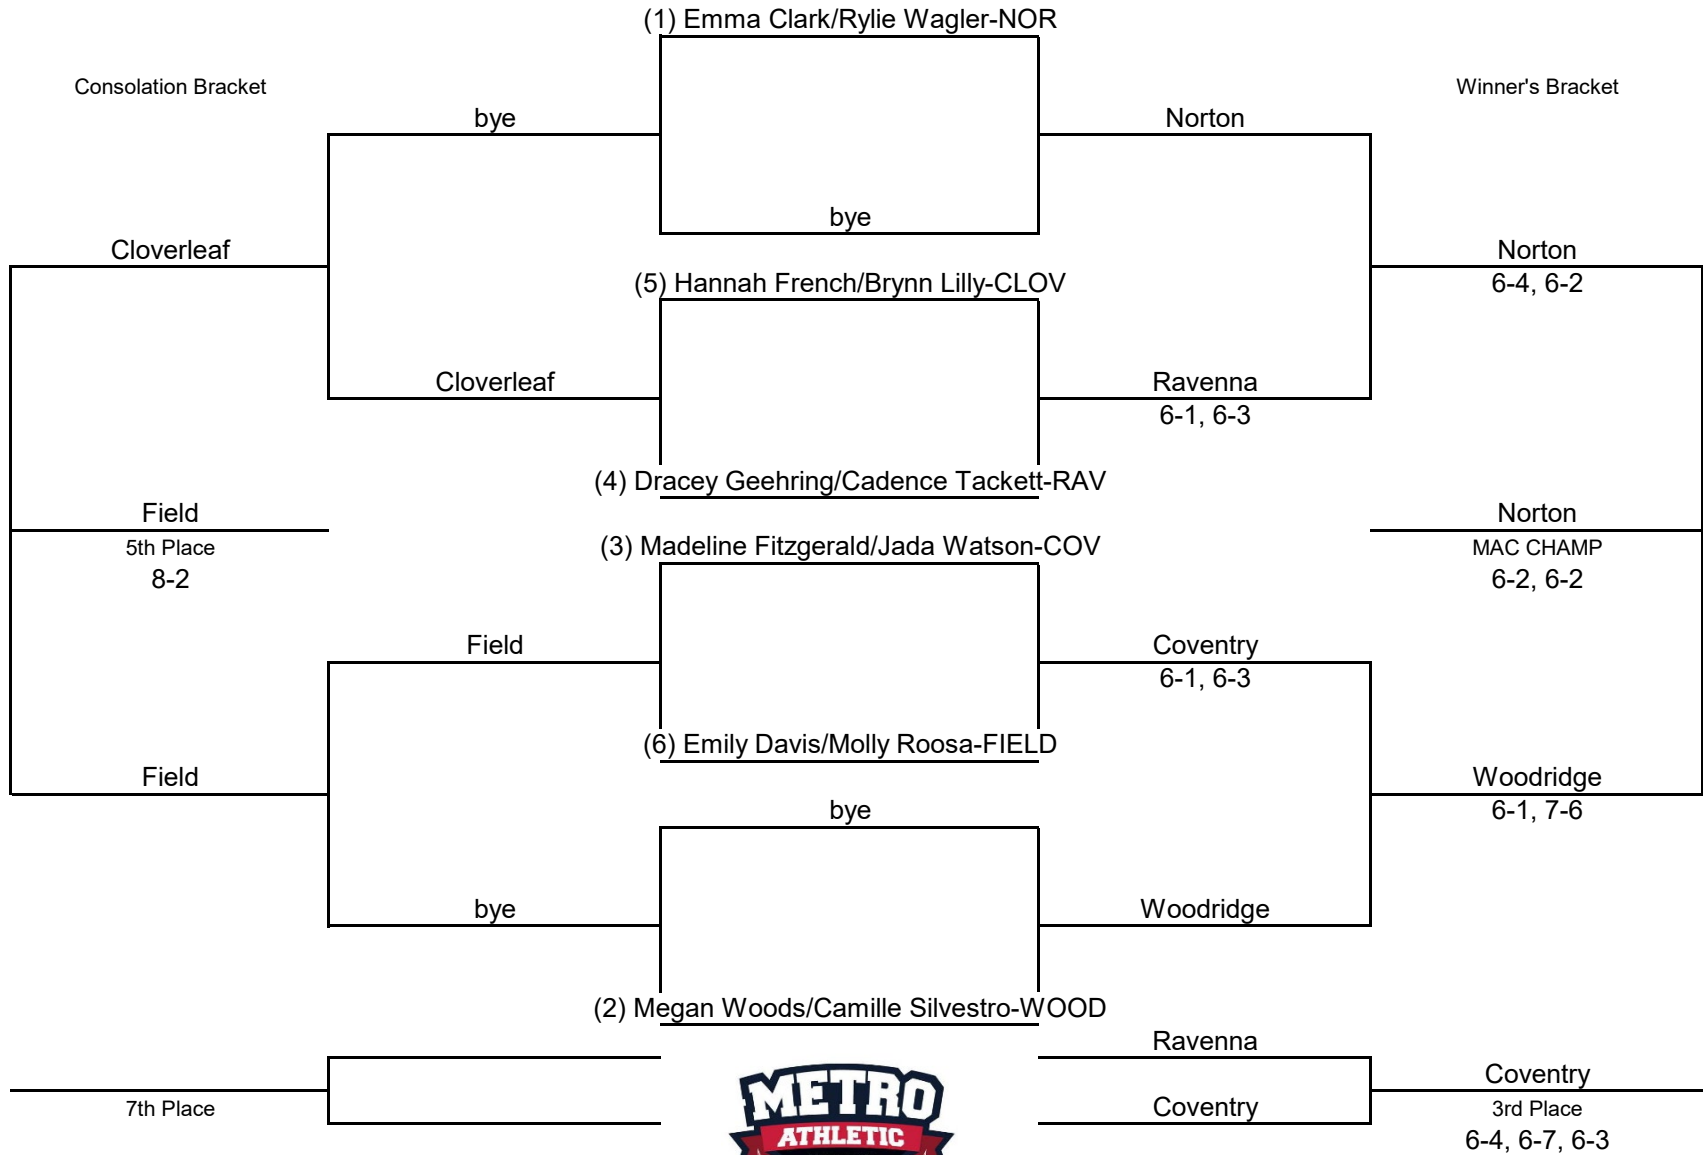 (1) Emma Clark/Rylie Wagler-NOR
Consolation Bracket
Winner's Bracket
bye
Norton
bye
Cloverleaf
Norton
(5) Hannah French/Brynn Lilly-CLOV
6-4, 6-2
Cloverleaf
Ravenna
6-1, 6-3
(4) Dracey Geehring/Cadence Tackett-RAV
Field
Norton
5th Place
(3) Madeline Fitzgerald/Jada Watson-COV
MAC CHAMP
8-2
6-2, 6-2
Field
Coventry
6-1, 6-3
(6) Emily Davis/Molly Roosa-FIELD
Field
Woodridge
bye
6-1, 7-6
bye
Woodridge
(2) Megan Woods/Camille Silvestro-WOOD
Ravenna
Coventry
7th Place
Coventry
3rd Place
6-4, 6-7, 6-3
METRO
ATHLETIC